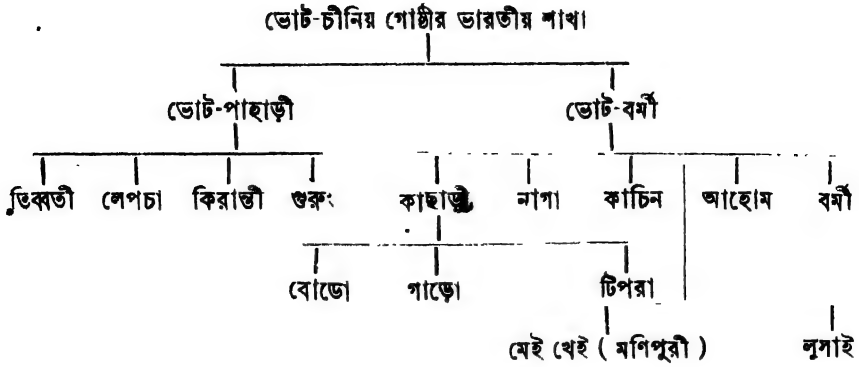 ভোট-চীনিয় গোষ্ঠীর ভারতীয় শাখা
ভোট-পাহাড়ী ভোট-বর্মী
তিব্বতী লেপচা কিরান্তী গুরুং কাছাড়ী নাগা কাচিন আহোম বর্মী
বোডো গাড়ো টিপরা
মেই থেই ( মণিপুরী ) লুসাই